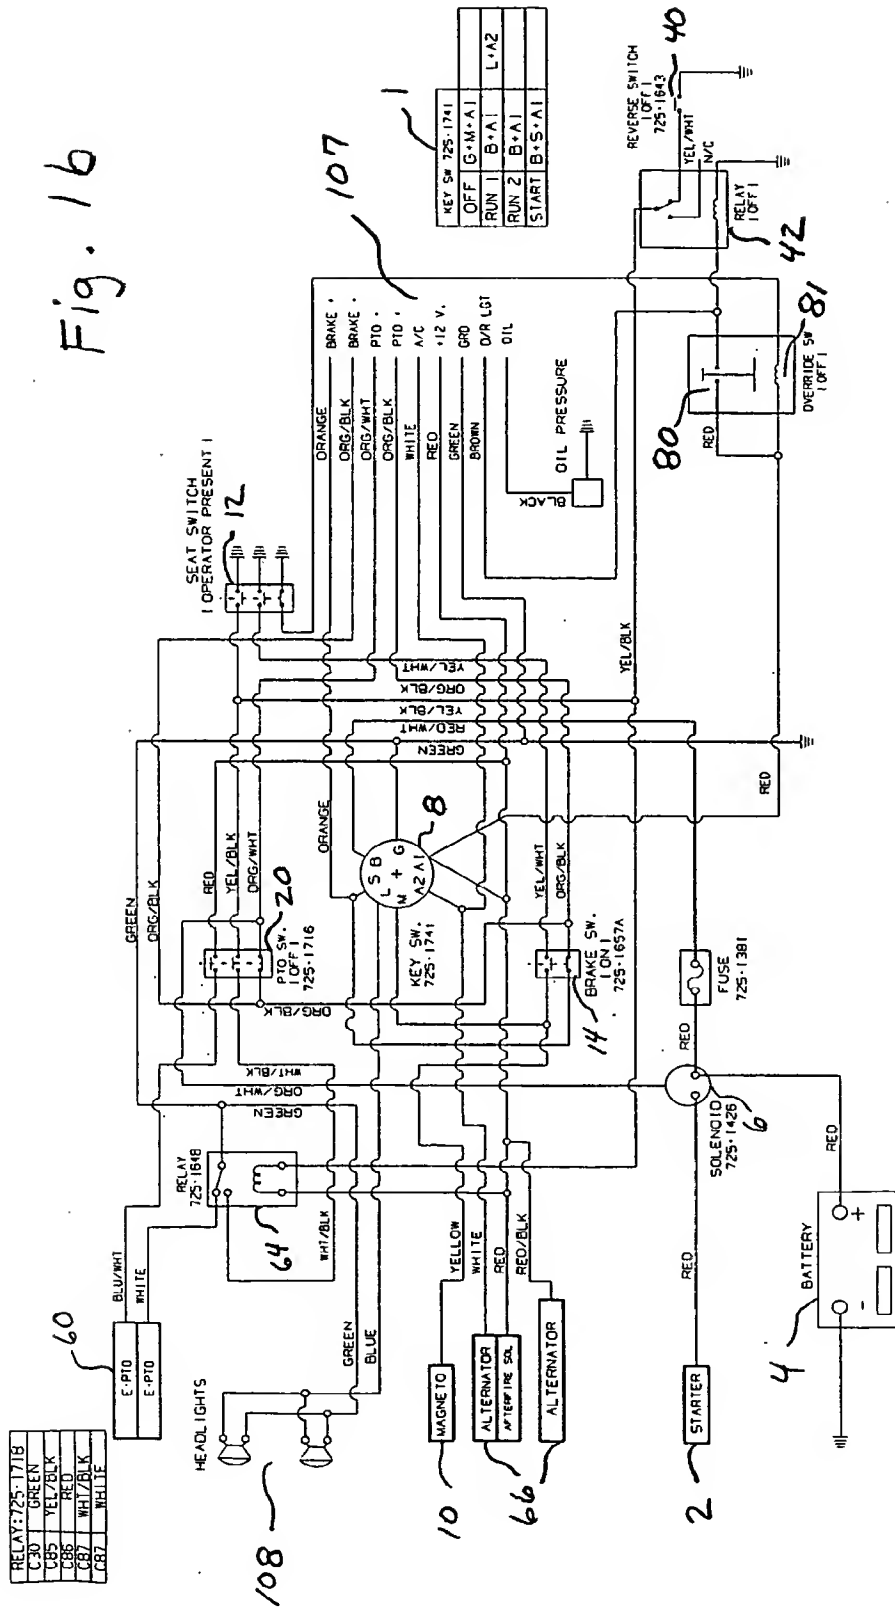 Fig. 1b
RELAY: 725-1718
C30 GREEN
C85 YEL/BLK
C86 RED
C87 WHT/BLK
C87 WHITE
60
E-PTO
E-PTO
BLU/WHT
WHITE
HEADLIGHTS
108
RELAY
725-1648
64
WHT/BLK
GREEN
BLUE
GREEN
ORG/WHT
WHT/BLK
MAGNETO
10
YELLOW
ALTERNATOR
AFTERFIRE SOL
WHITE
RED
ALTERNATOR
66
RED/BLK
STARTER
2
RED
BATTERY
4
- +
RED
SOLENOID
725-1426
6
RED
FUSE
725-1381
GREEN
ORG/BLK
RED
YEL/BLK
ORG/WHT
PTO SW.
(OFF)
725-1716
20
ORG/BLK
ORANGE
KEY SW.
725-1741
8
L S B
M + G
A2 A1
BRAKE SW.
(ON)
725-1657A
14
YEL/WHT
ORG/BLK
YEL/WHT
ORG/BLK
YEL/BLK
RED/WHT
GREEN
SEAT SWITCH
(OPERATOR PRESENT)
12
ORANGE
ORG/BLK
ORG/WHT
ORG/BLK
WHITE
RED
GREEN
BROWN
BRAKE +
BRAKE +
PTO +
PTO +
A/C
+12 V.
GRD
O/R LGT
OIL
107
BLACK
OIL PRESSURE
YEL/BLK
RED
KEY SW 725-1741
OFF G+M+A1
RUN 1 B+A1 L+A2
RUN 2 B+A1
START B+S+A1
1
REVERSE SWITCH
(OFF)
725-1643
40
YEL/WHT
N/C
RELAY
(OFF)
42
OVERRIDE SW
(OFF)
80
81
RED